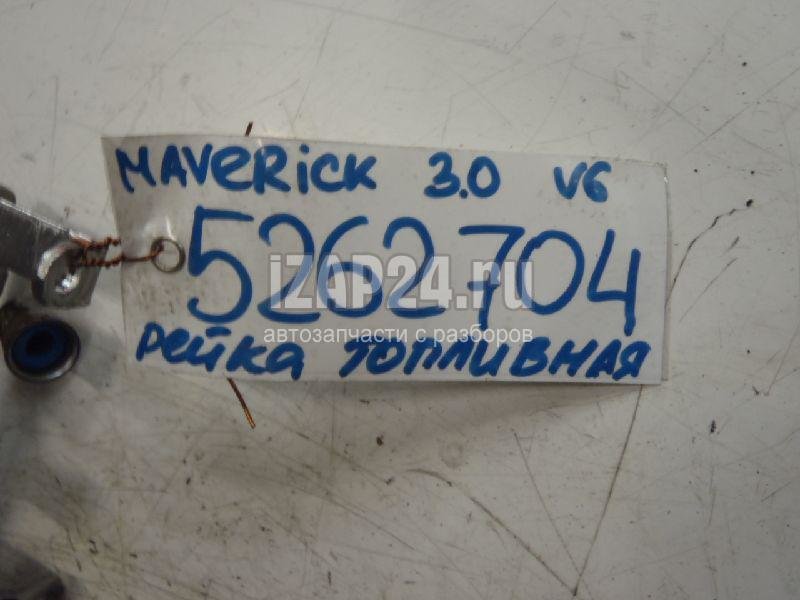 MAVERICK 3.0 V6
5262704
iZAP24.ru
автозапчасти с разборов
РЕЙКА ТОПЛИВНАЯ